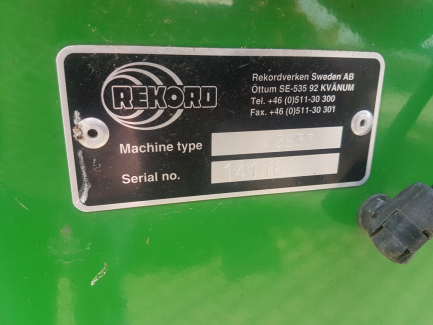 REKORD
Rekordverken Sweden AB
Öttum SE-535 92 KVÄNUM
Tel. +46 (0)511-30 300
Fax. +46 (0)511-30 301
Machine type
Serial no.